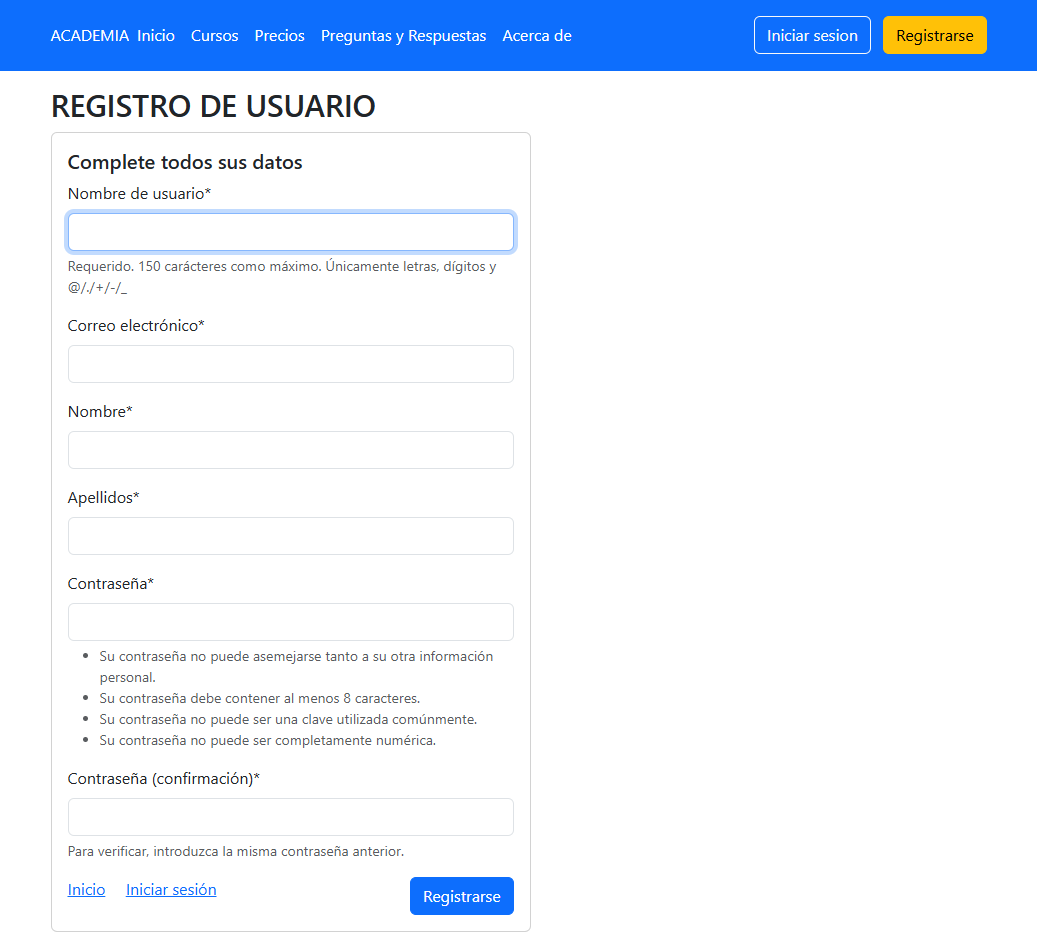 ACADEMIA Inicio Cursos Precios Preguntas y Respuestas Acerca de Iniciar sesion Registrarse
REGISTRO DE USUARIO
Complete todos sus datos
Nombre de usuario*
Requerido. 150 carácteres como máximo. Únicamente letras, dígitos y
@/./+/-/_
Correo electrónico*
Nombre*
Apellidos*
Contraseña*
• Su contraseña no puede asemejarse tanto a su otra información
personal.
• Su contraseña debe contener al menos 8 caracteres.
• Su contraseña no puede ser una clave utilizada comúnmente.
• Su contraseña no puede ser completamente numérica.
Contraseña (confirmación)*
Para verificar, introduzca la misma contraseña anterior.
Inicio Iniciar sesión Registrarse